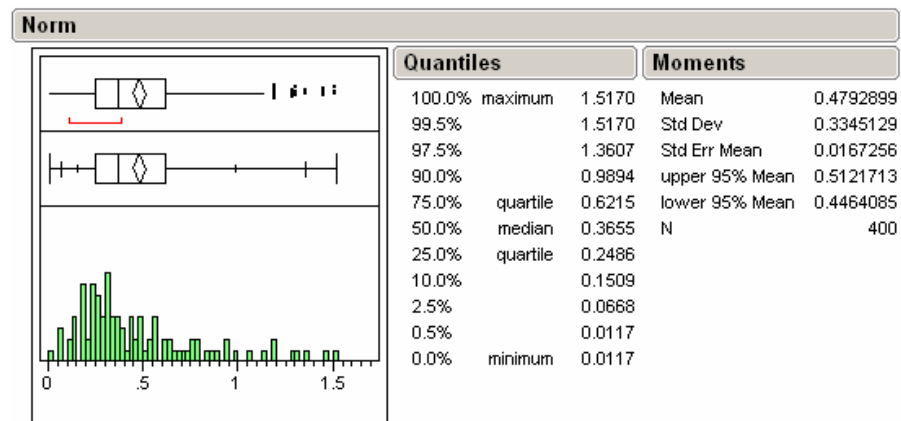 Norm
Quantiles
100.0% maximum 1.5170
99.5% 1.5170
97.5% 1.3607
90.0% 0.9894
75.0% quartile 0.6215
50.0% median 0.3655
25.0% quartile 0.2486
10.0% 0.1509
2.5% 0.0668
0.5% 0.0117
0.0% minimum 0.0117
Moments
Mean 0.4792899
Std Dev 0.3345129
Std Err Mean 0.0167256
upper 95% Mean 0.5121713
lower 95% Mean 0.4464085
N 400
0 .5 1 1.5